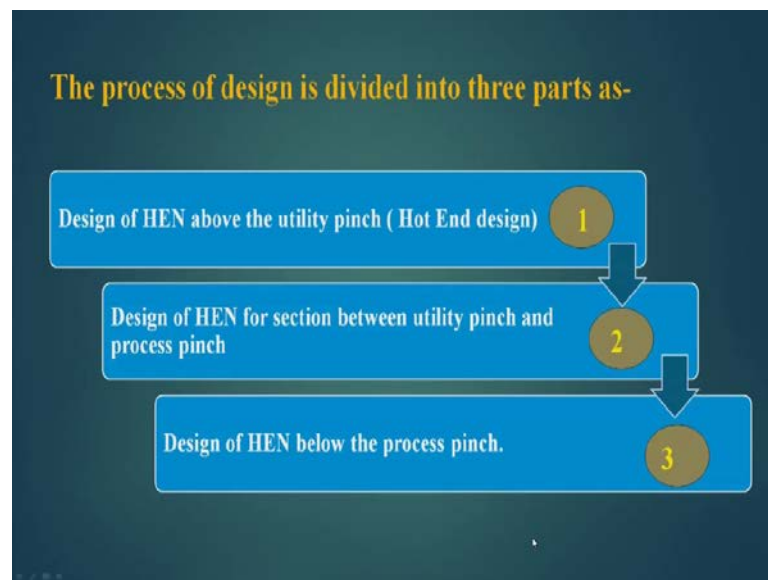 The process of design is divided into three parts as-
Design of HEN above the utility pinch ( Hot End design)
1
Design of HEN for section between utility pinch and
process pinch
2
Design of HEN below the process pinch.
3